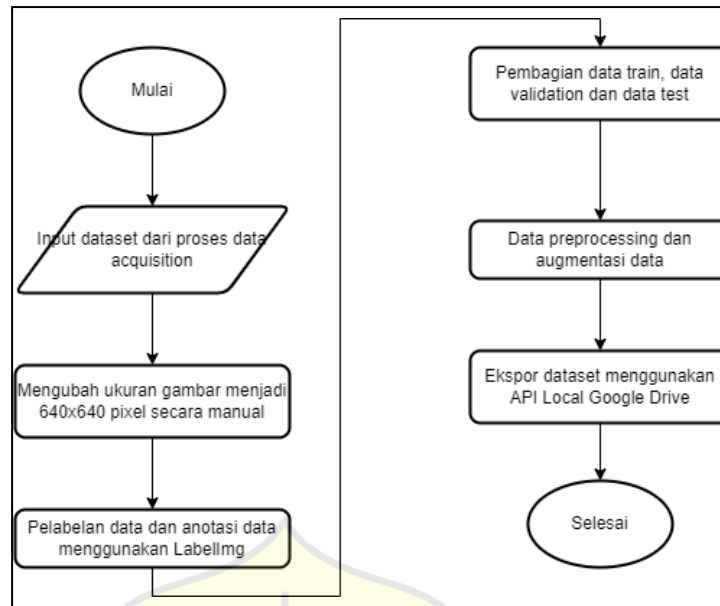 Mulai
Input dataset dari proses data
acquisition
Mengubah ukuran gambar menjadi
640x640 pixel secara manual
Pelabelan data dan anotasi data
menggunakan LabelImg
Pembagian data train, data
validation dan data test
Data preprocessing dan
augmentasi data
Ekspor dataset menggunakan
API Local Google Drive
Selesai